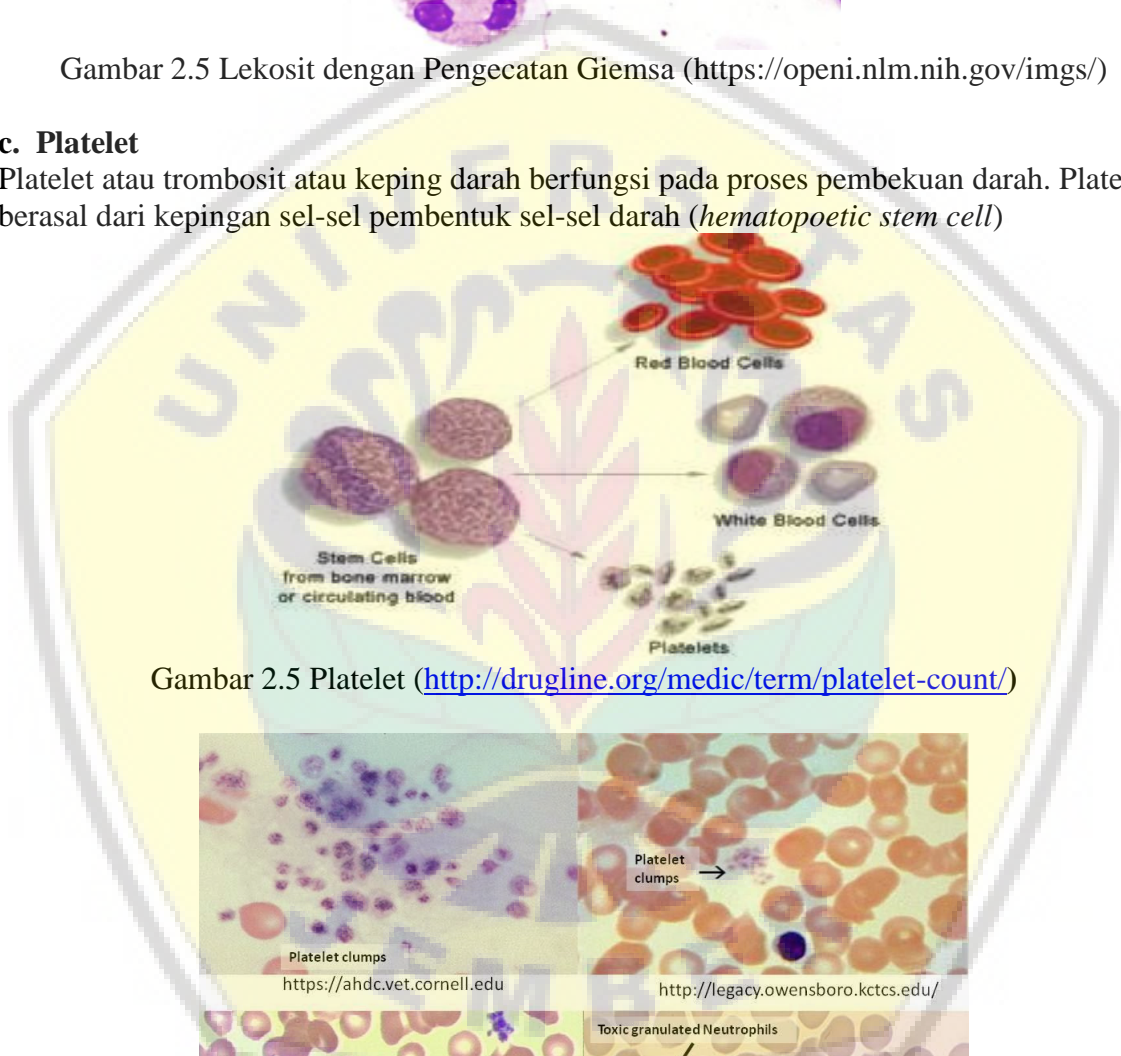 Gambar 2.5 Lekosit dengan Pengecatan Giemsa (https://openi.nlm.nih.gov/imgs/)
c. Platelet
Platelet atau trombosit atau keping darah berfungsi pada proses pembekuan darah. Plate
berasal dari kepingan sel-sel pembentuk sel-sel darah (hematopoetic stem cell)
UNIVERSITAS
Red Blood Cells
White Blood Cells
Stem Cells
from bone marrow
or circulating blood
Platelets
Gambar 2.5 Platelet (http://drugline.org/medic/term/platelet-count/)
Platelet
clumps
Platelet clumps
https://ahdc.vet.cornell.edu
http://legacy.owensboro.kctcs.edu/
Toxic granulated Neutrophils